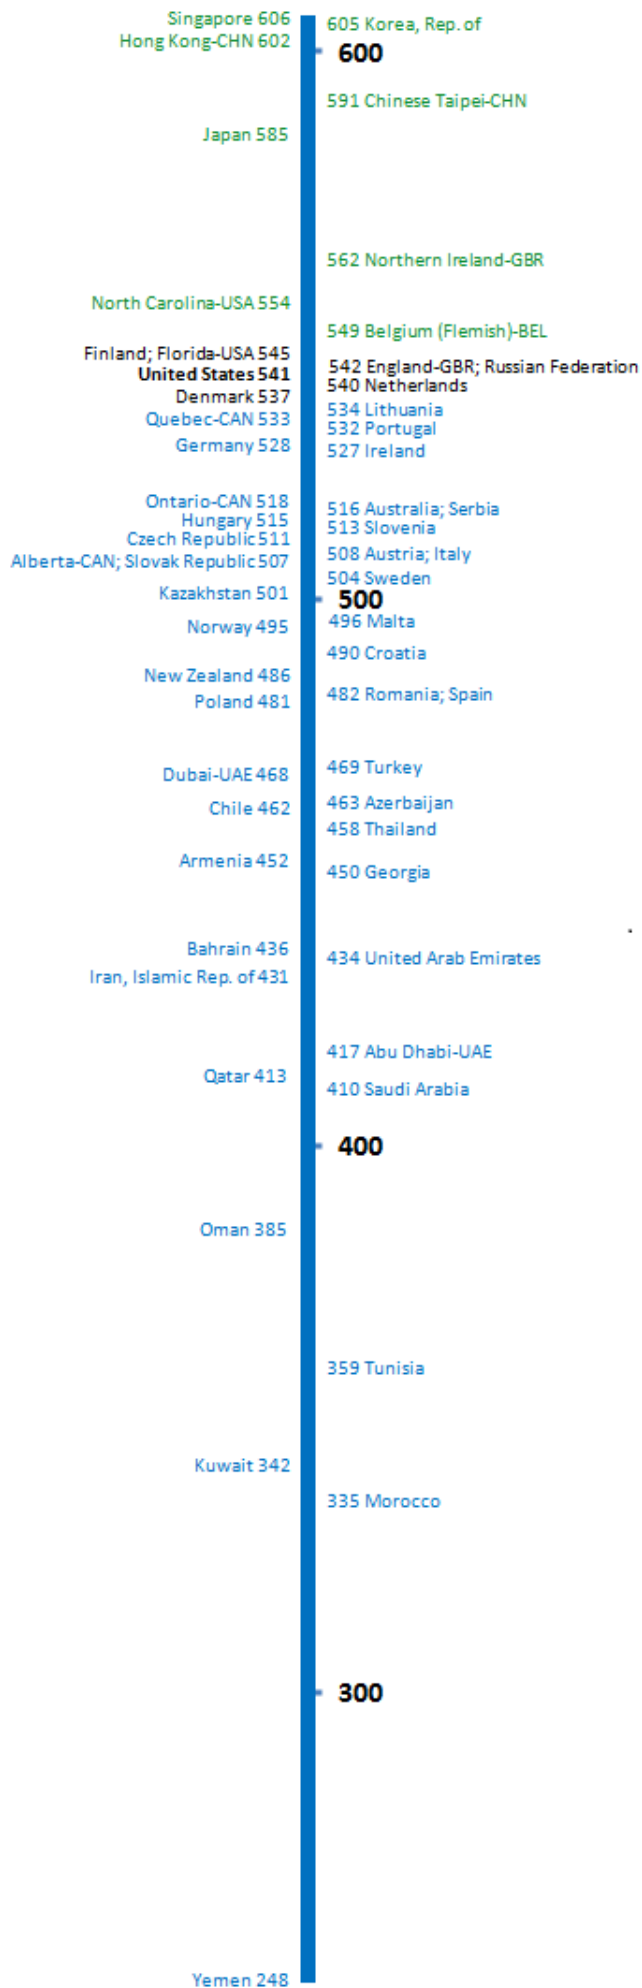 Singapore 606
605 Korea, Rep. of
Hong Kong-CHN 602
600
591 Chinese Taipei-CHN
Japan 585
562 Northern Ireland-GBR
North Carolina-USA 554
549 Belgium (Flemish)-BEL
Finland; Florida-USA 545
542 England-GBR; Russian Federation
United States 541
540 Netherlands
Denmark 537
534 Lithuania
Quebec-CAN 533
532 Portugal
Germany 528
527 Ireland
Ontario-CAN 518
516 Australia; Serbia
Hungary 515
513 Slovenia
Czech Republic 511
508 Austria; Italy
Alberta-CAN; Slovak Republic 507
504 Sweden
Kazakhstan 501
500
496 Malta
Norway 495
490 Croatia
New Zealand 486
482 Romania; Spain
Poland 481
469 Turkey
Dubai-UAE 468
463 Azerbaijan
Chile 462
458 Thailand
Armenia 452
450 Georgia
Bahrain 436
434 United Arab Emirates
Iran, Islamic Rep. of 431
417 Abu Dhabi-UAE
Qatar 413
410 Saudi Arabia
400
Oman 385
359 Tunisia
Kuwait 342
335 Morocco
300
Yemen 248